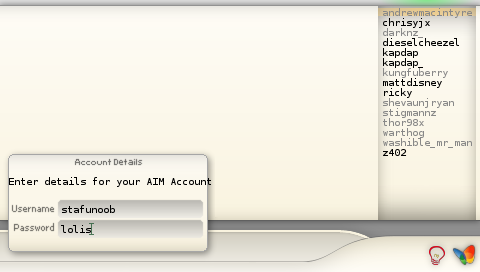 andrewmacintyre
chrisyjx
darknz_
dieselcheezel
kapdap
kapdap_
kungfuberry
mattdisney
ricky
shevaunjryan
stigmannz
thor98x
warthog
washible_mr_man
z402
Account Details
Enter details for your AIM Account
Username stafunoob
Password lolis